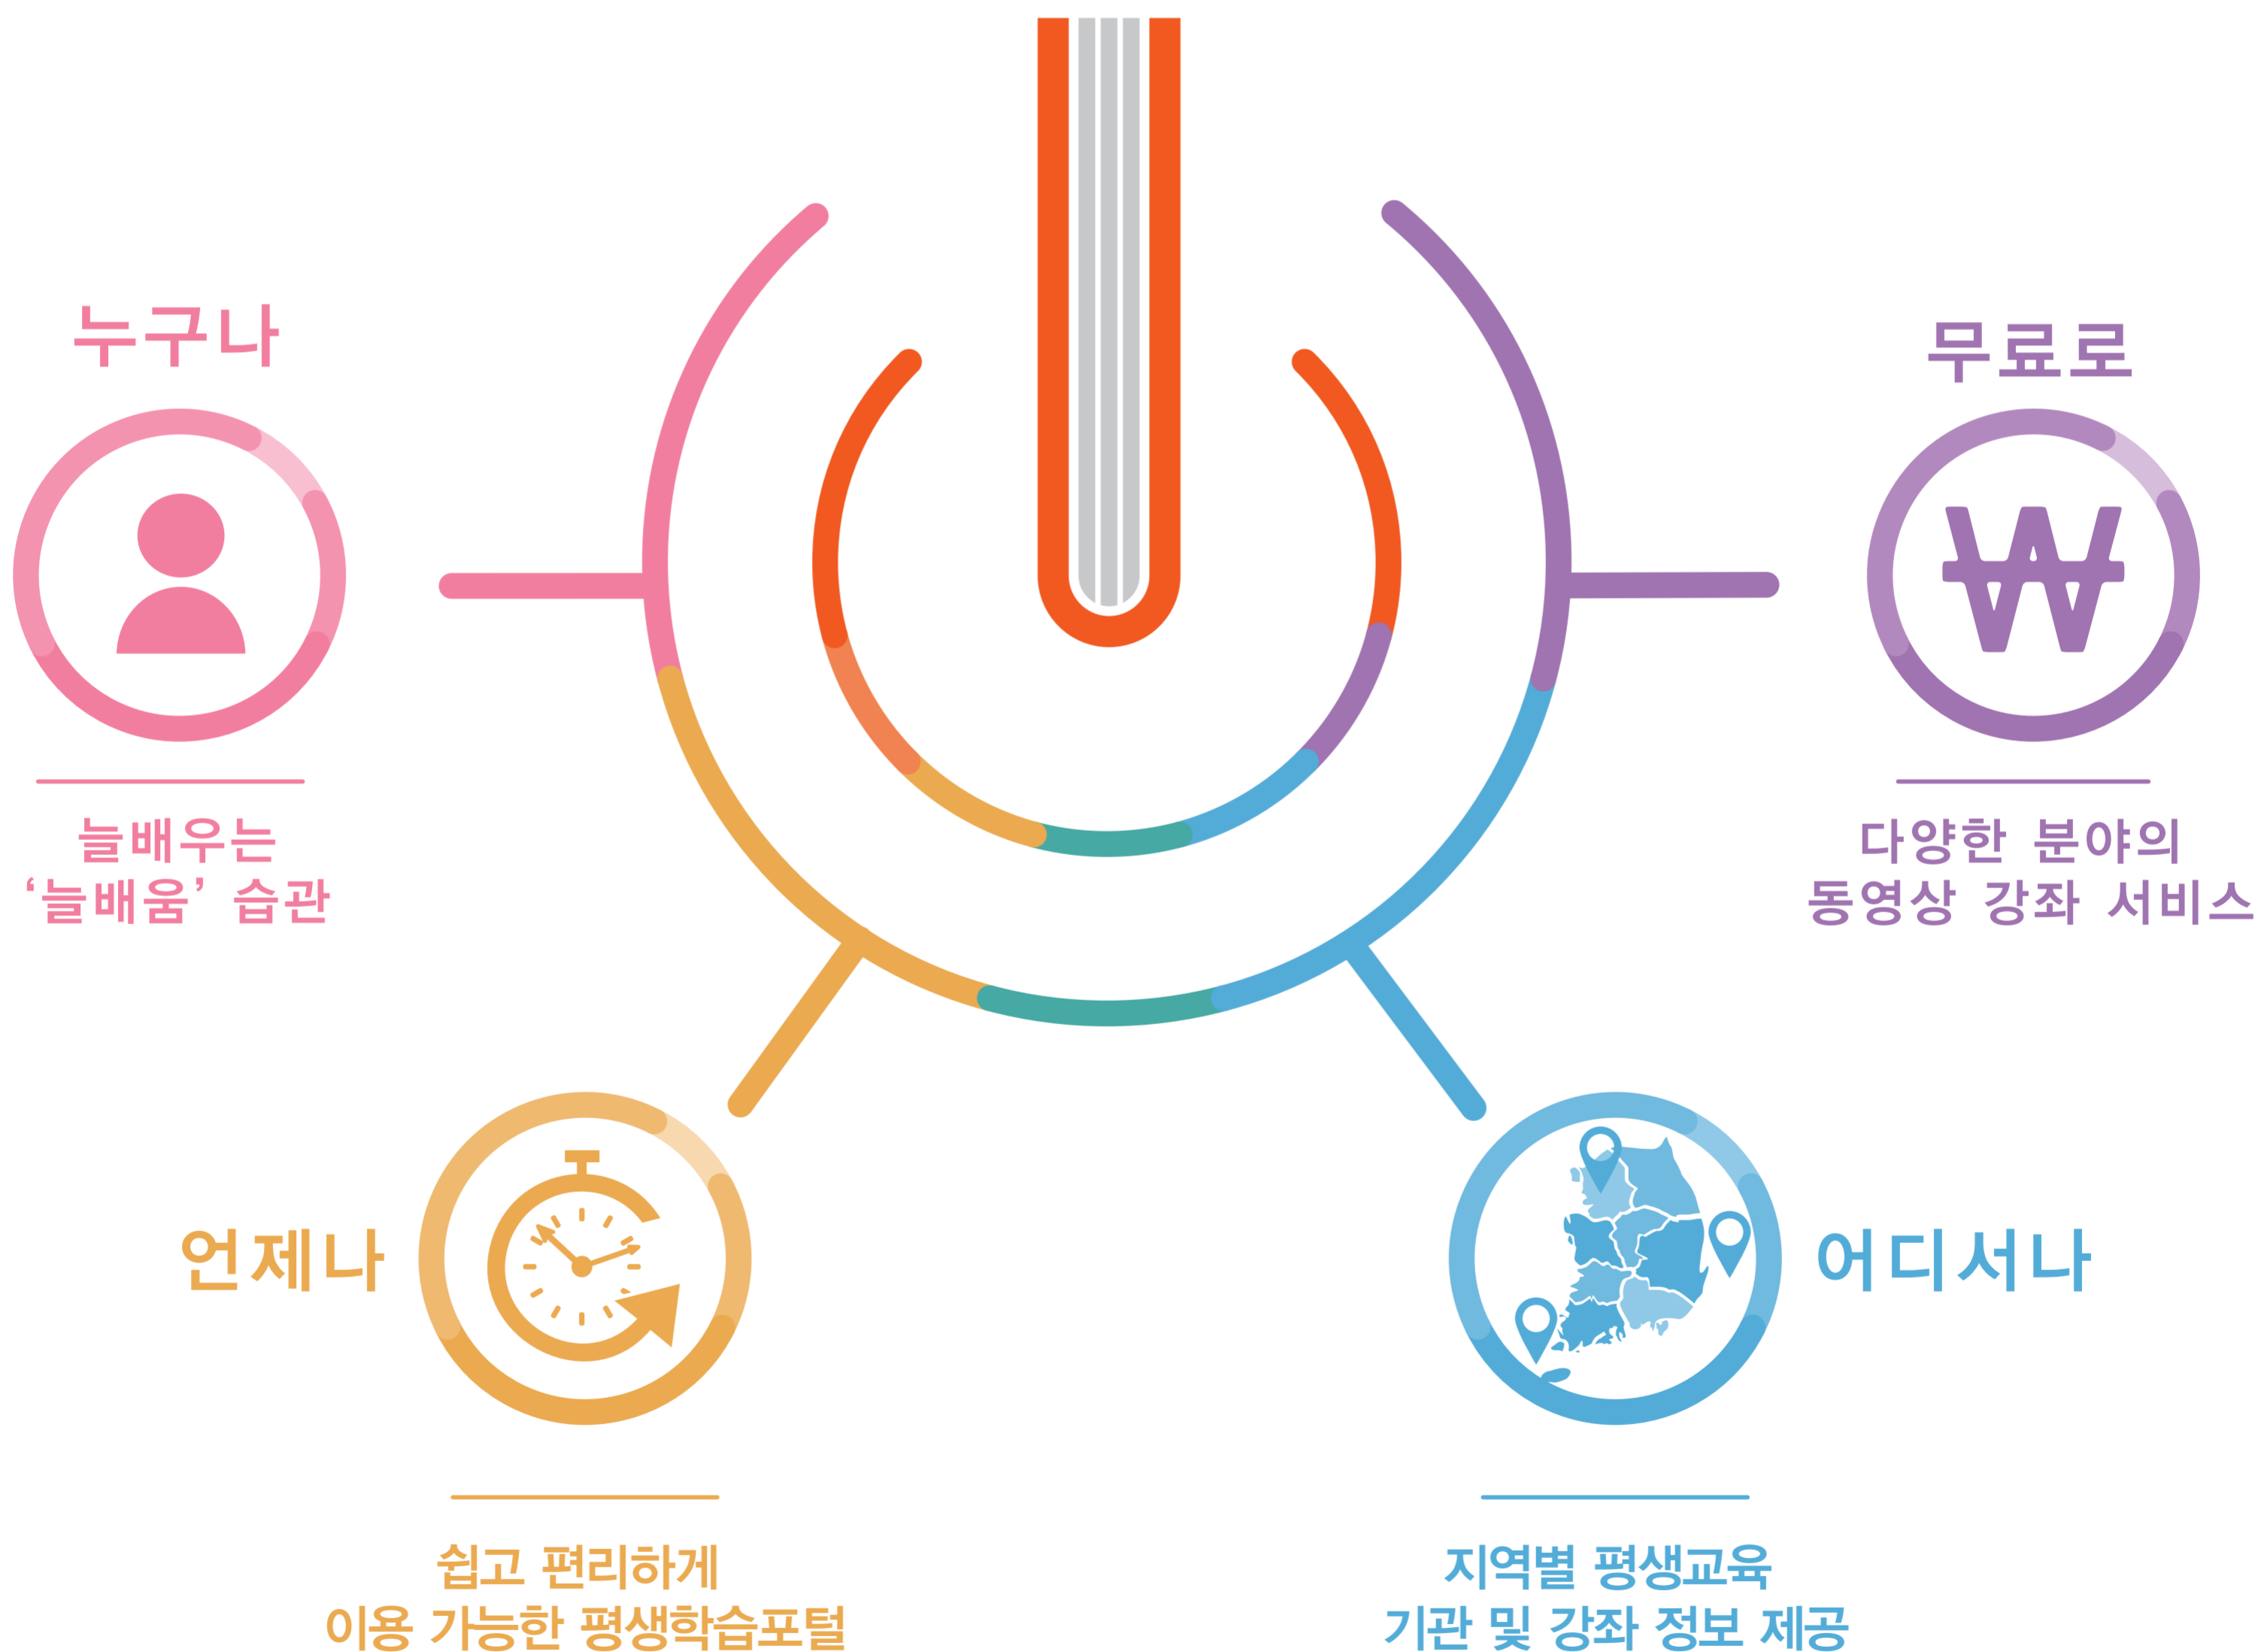 누구나
늘배우는
‘늘배움’ 습관
무료로
₩
다양한 분야의
동영상 강좌 서비스
언제나
쉽고 편리하게
이용 가능한 평생학습포털
어디서나
지역별 평생교육
기관 및 강좌 정보 제공